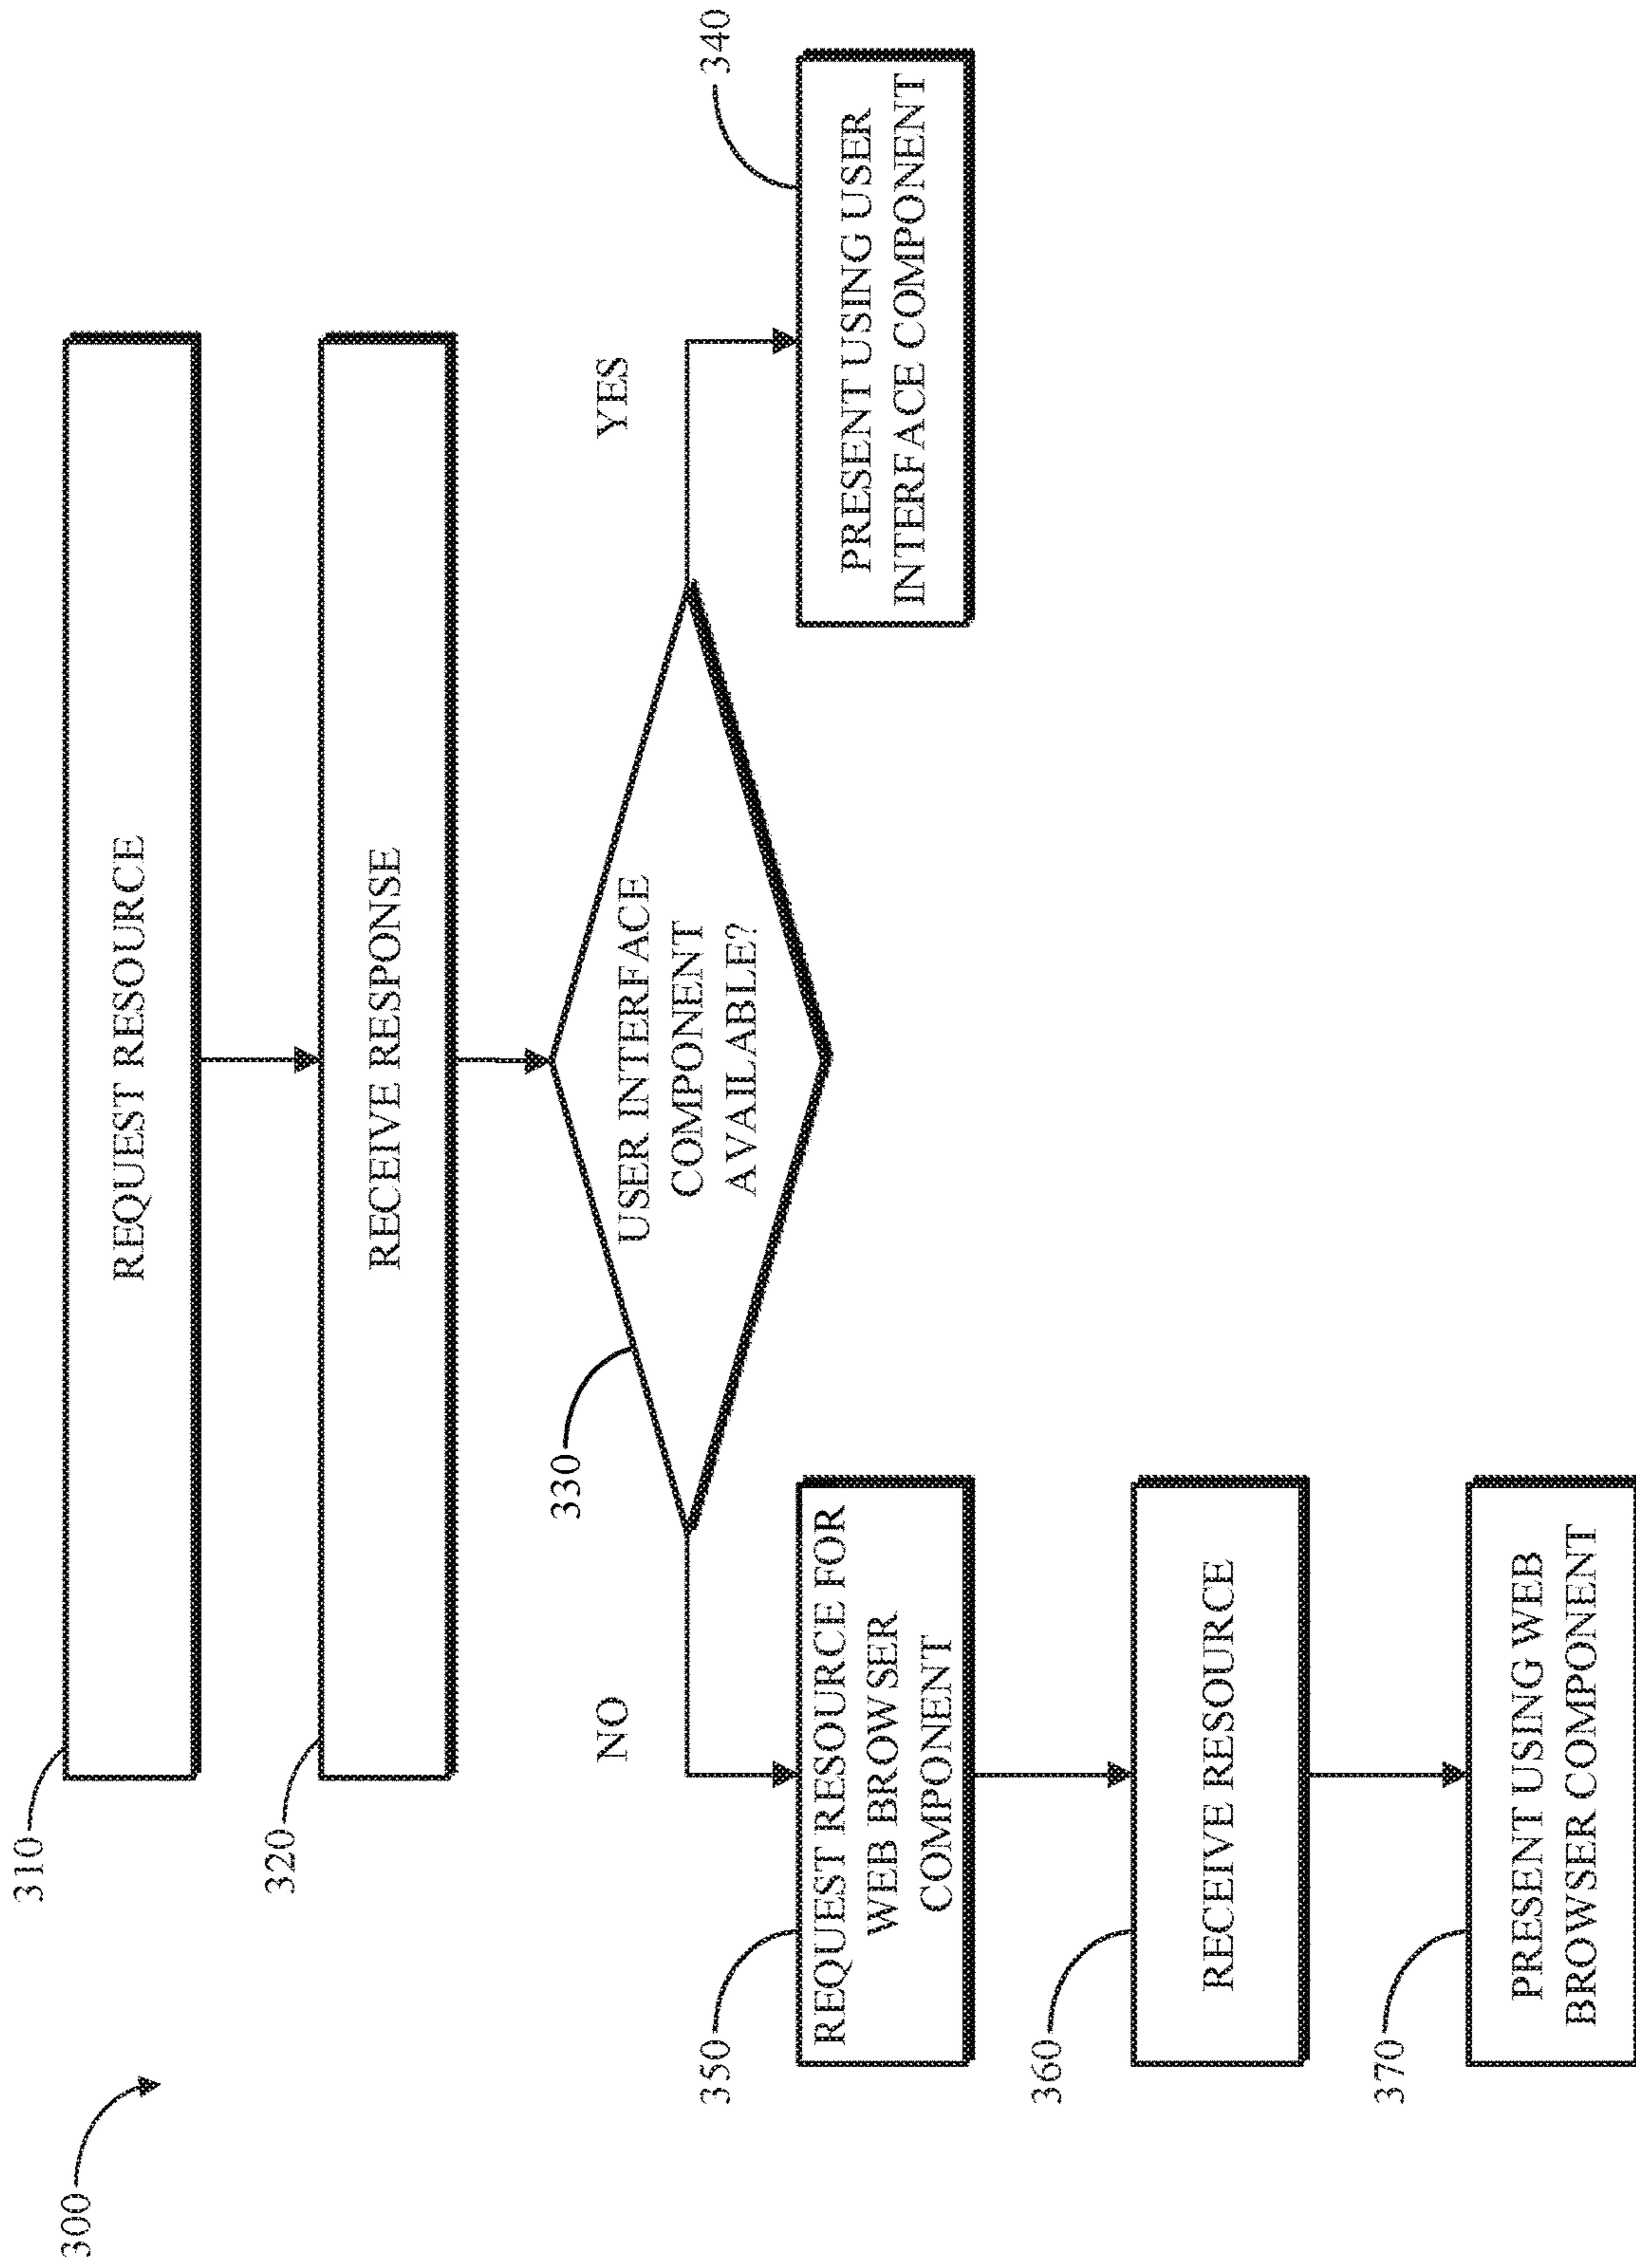 300
310
REQUEST RESOURCE
320
RECEIVE RESPONSE
330
USER INTERFACE
COMPONENT
AVAILABLE?
NO
YES
350
REQUEST RESOURCE FOR
WEB BROWSER
COMPONENT
340
PRESENT USING USER
INTERFACE COMPONENT
360
RECEIVE RESOURCE
370
PRESENT USING WEB
BROWSER COMPONENT